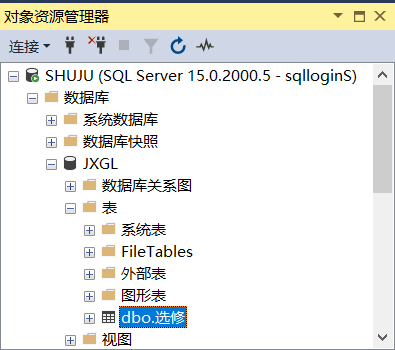 对象资源管理器
连接
SHUJU (SQL Server 15.0.2000.5 - sqlloginS)
数据库
系统数据库
数据库快照
JXGL
数据库关系图
表
系统表
FileTables
外部表
图形表
dbo.选修
视图